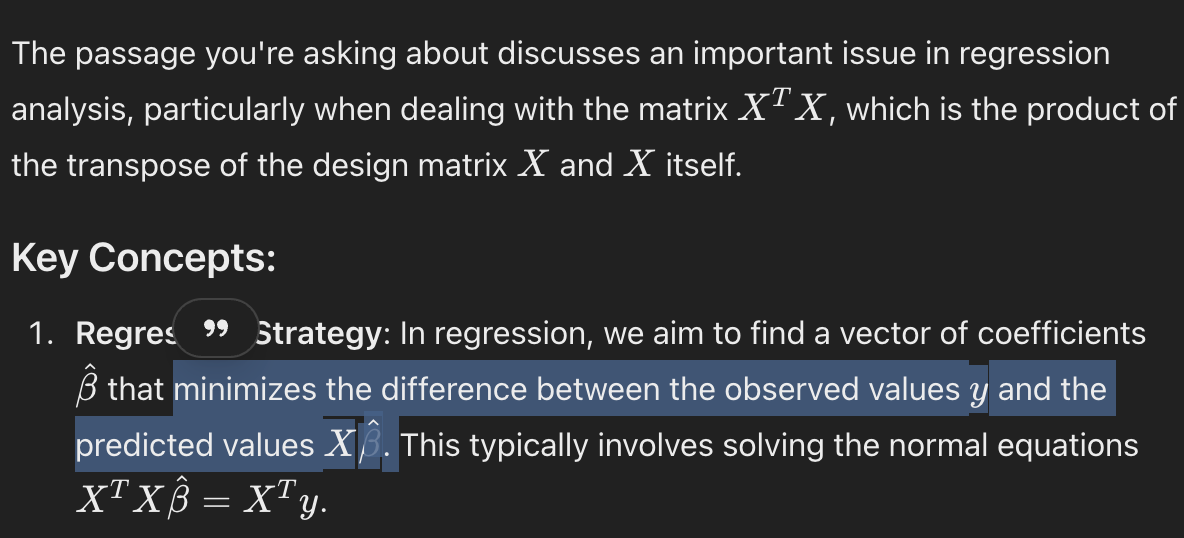 The passage you're asking about discusses an important issue in regression
analysis, particularly when dealing with the matrix $X^T X$, which is the product of
the transpose of the design matrix $X$ and $X$ itself.
Key Concepts:
1. Regres Strategy: In regression, we aim to find a vector of coefficients
$\hat{\beta}$ that minimizes the difference between the observed values $y$ and the
predicted values $X\hat{\beta}$. This typically involves solving the normal equations
$X^T X \hat{\beta} = X^T y$.